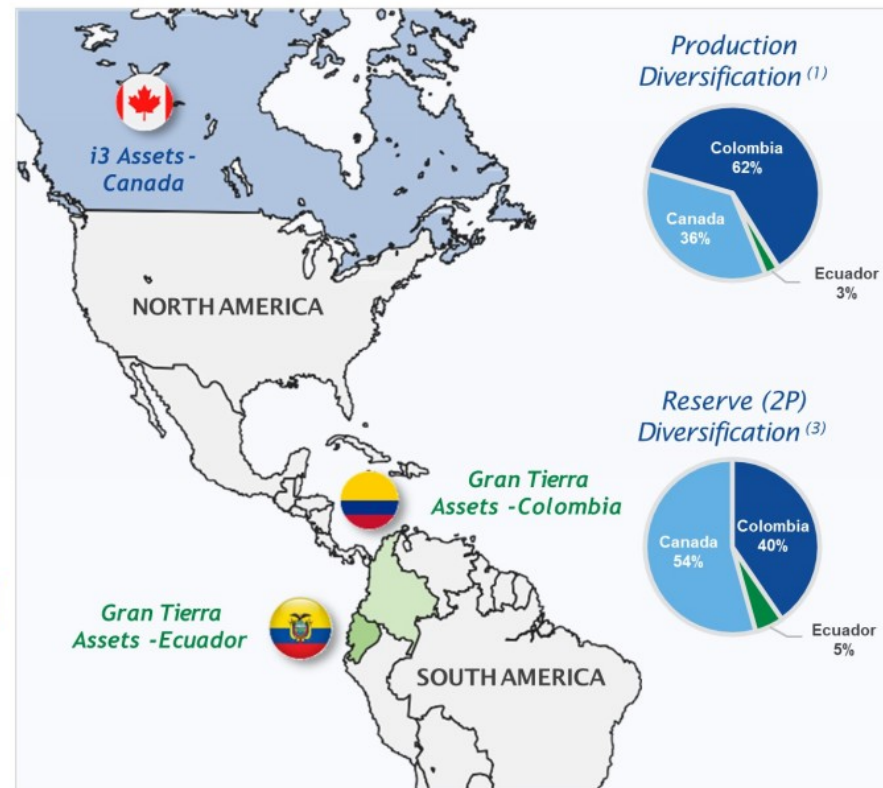 Production
Diversification (1)
Colombia
62%
Canada
36%
Ecuador
3%
i3 Assets-
Canada
NORTH AMERICA
Reserve (2P)
Diversification (3)
Canada
54%
Colombia
40%
Ecuador
5%
Gran Tierra
Assets -Colombia
Gran Tierra
Assets -Ecuador
SOUTH AMERICA